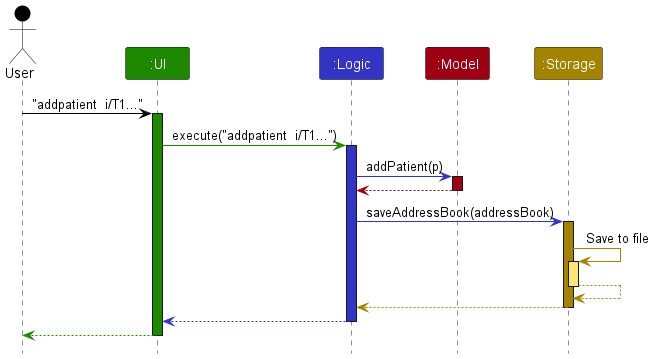 User
:UI
:Logic
:Model
:Storage
"addpatient i/T1..."
execute("addpatient i/T1...")
addPatient(p)
saveAddressBook(addressBook)
Save to file